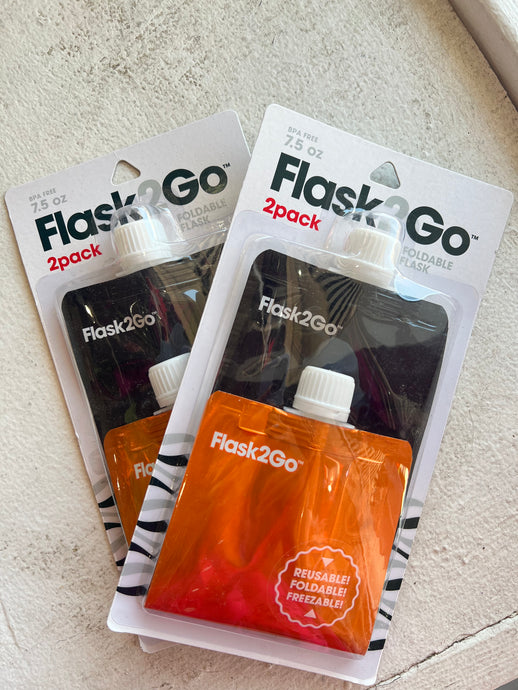 BPA FREE
7.5 oz
Flask2Go™
2pack
FOLDABLE
FLASK
Flask2Go™
Fla
BPA FREE
7.5 oz
Flask2Go™
2pack
FOLDABLE
FLASK
Flask2Go™
Flask2Go™
REUSABLE!
FOLDABLE!
FREEZABLE!